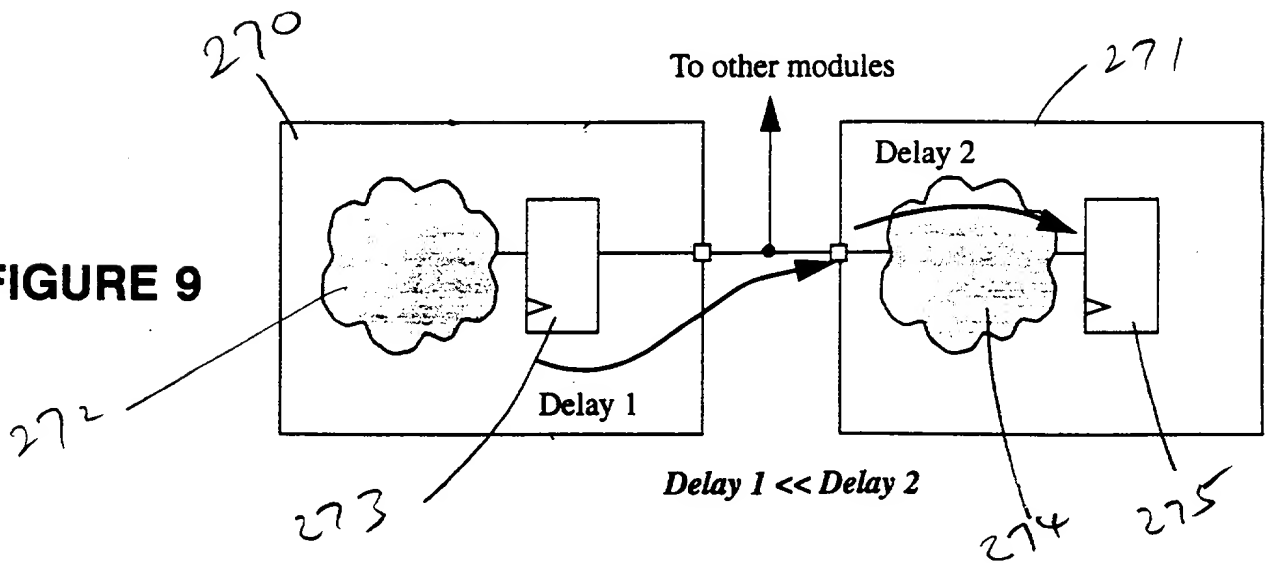 270
To other modules
271
Delay 2
FIGURE 9
Delay 1
272
Delay 1 << Delay 2
273
274
275